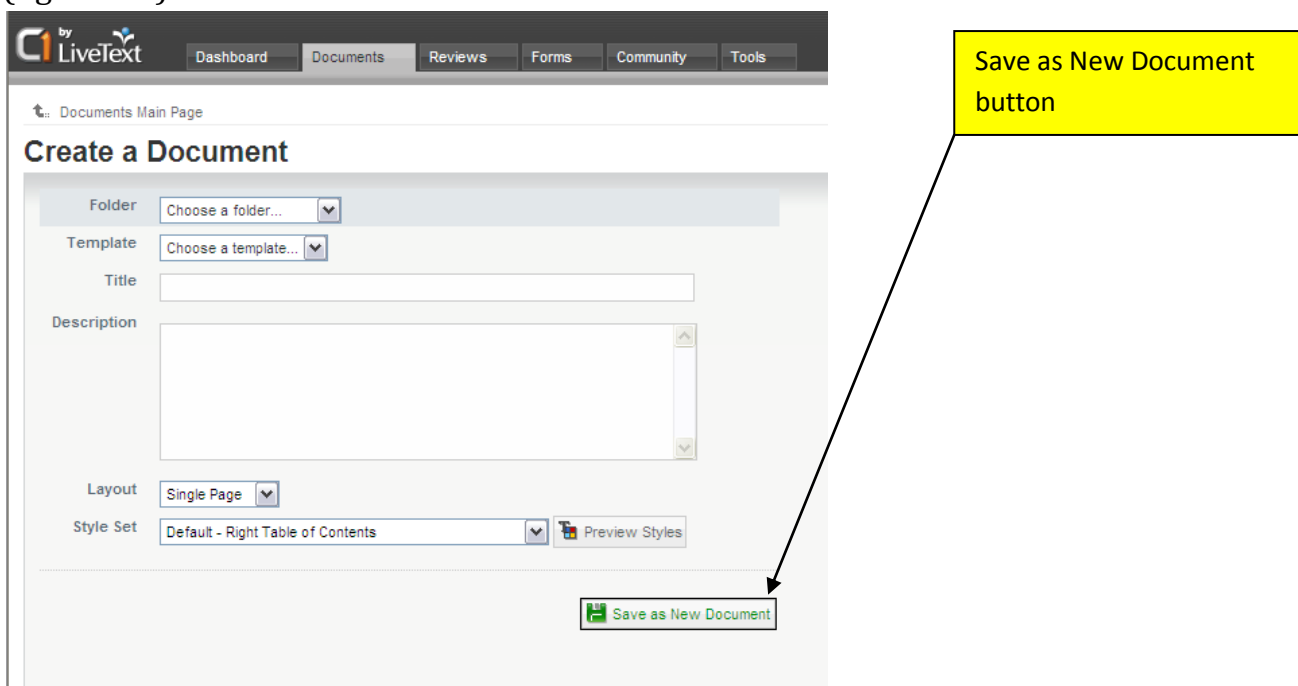 C1 by LiveText
Dashboard Documents Reviews Forms Community Tools
Save as New Document
button
Documents Main Page
Create a Document
Folder Choose a folder...
Template Choose a template...
Title
Description
Layout Single Page
Style Set Default - Right Table of Contents Preview Styles
Save as New Document